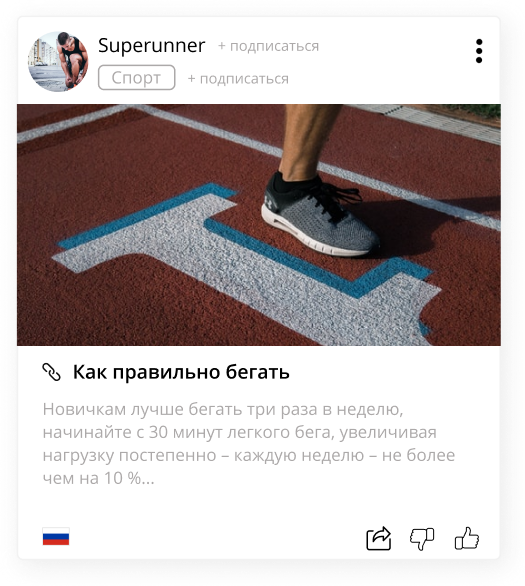 Superunner + подписаться
Спорт + подписаться
Как правильно бегать
Новичкам лучше бегать три раза в неделю,
начинайте с 30 минут легкого бега, увеличивая
нагрузку постепенно – каждую неделю – не более
чем на 10 %...